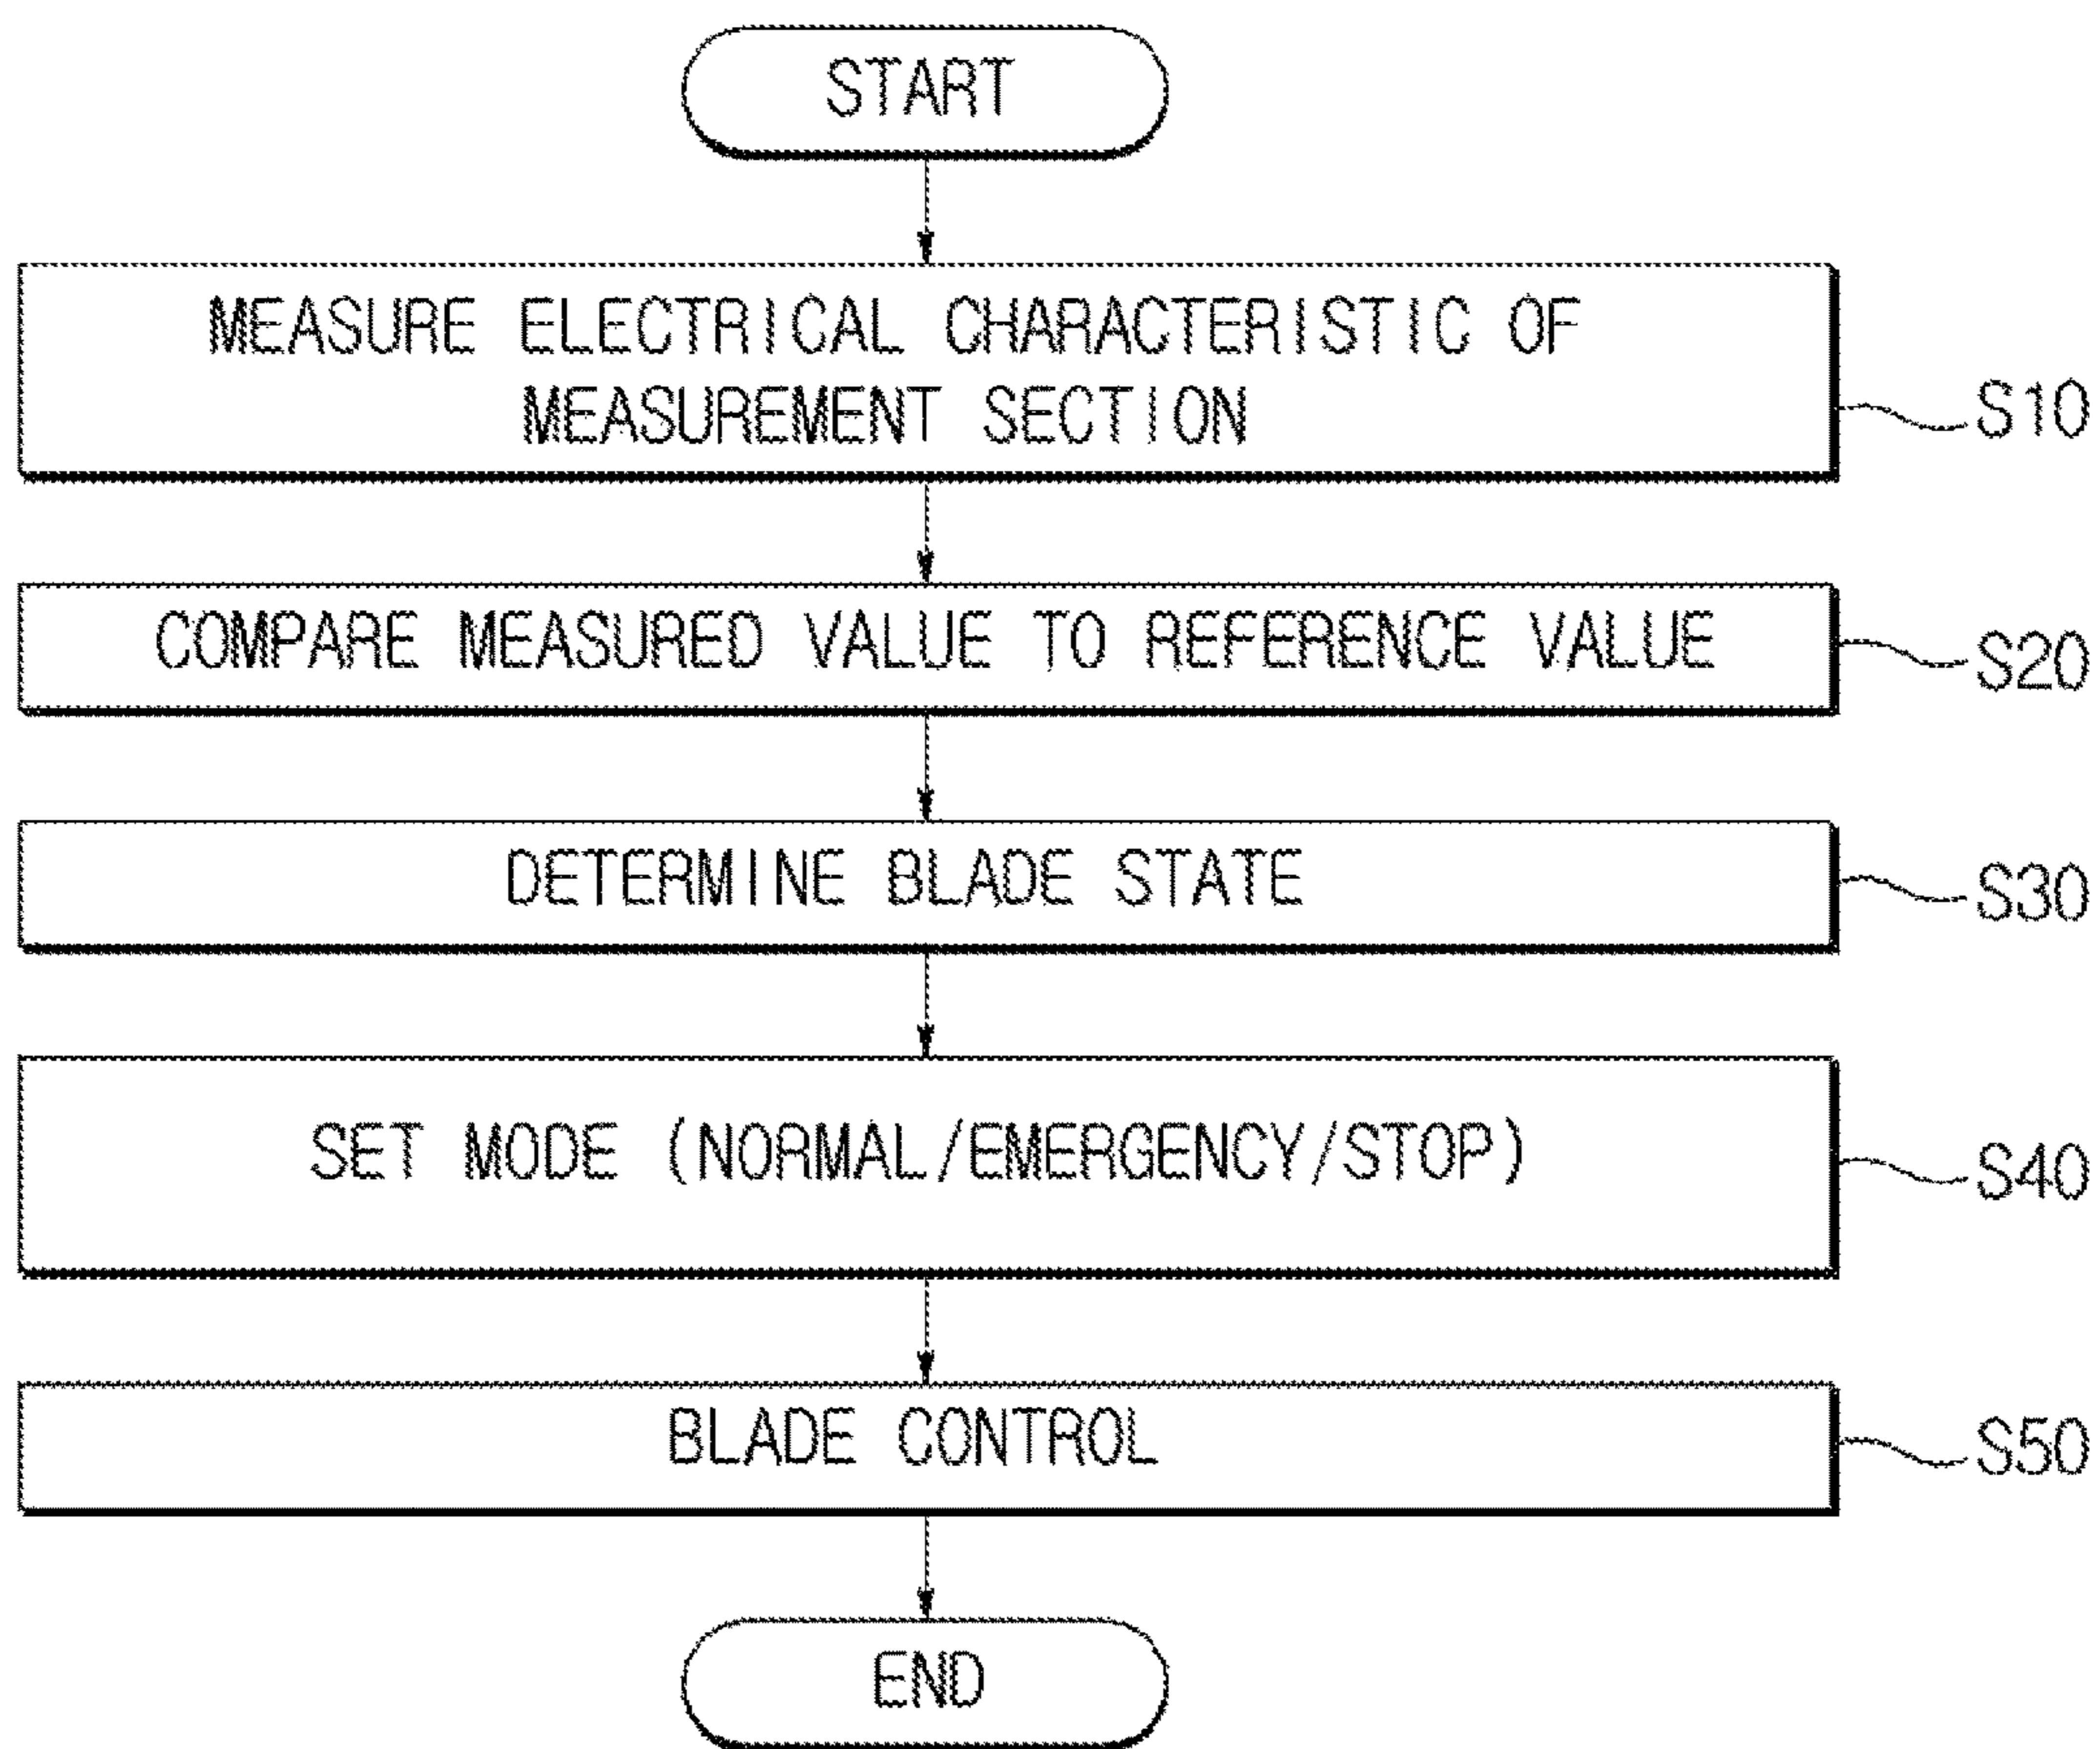 START
MEASURE ELECTRICAL CHARACTERISTIC OF
MEASUREMENT SECTION
S10
COMPARE MEASURED VALUE TO REFERENCE VALUE
S20
DETERMINE BLADE STATE
S30
SET MODE (NORMAL/EMERGENCY/STOP)
S40
BLADE CONTROL
S50
END